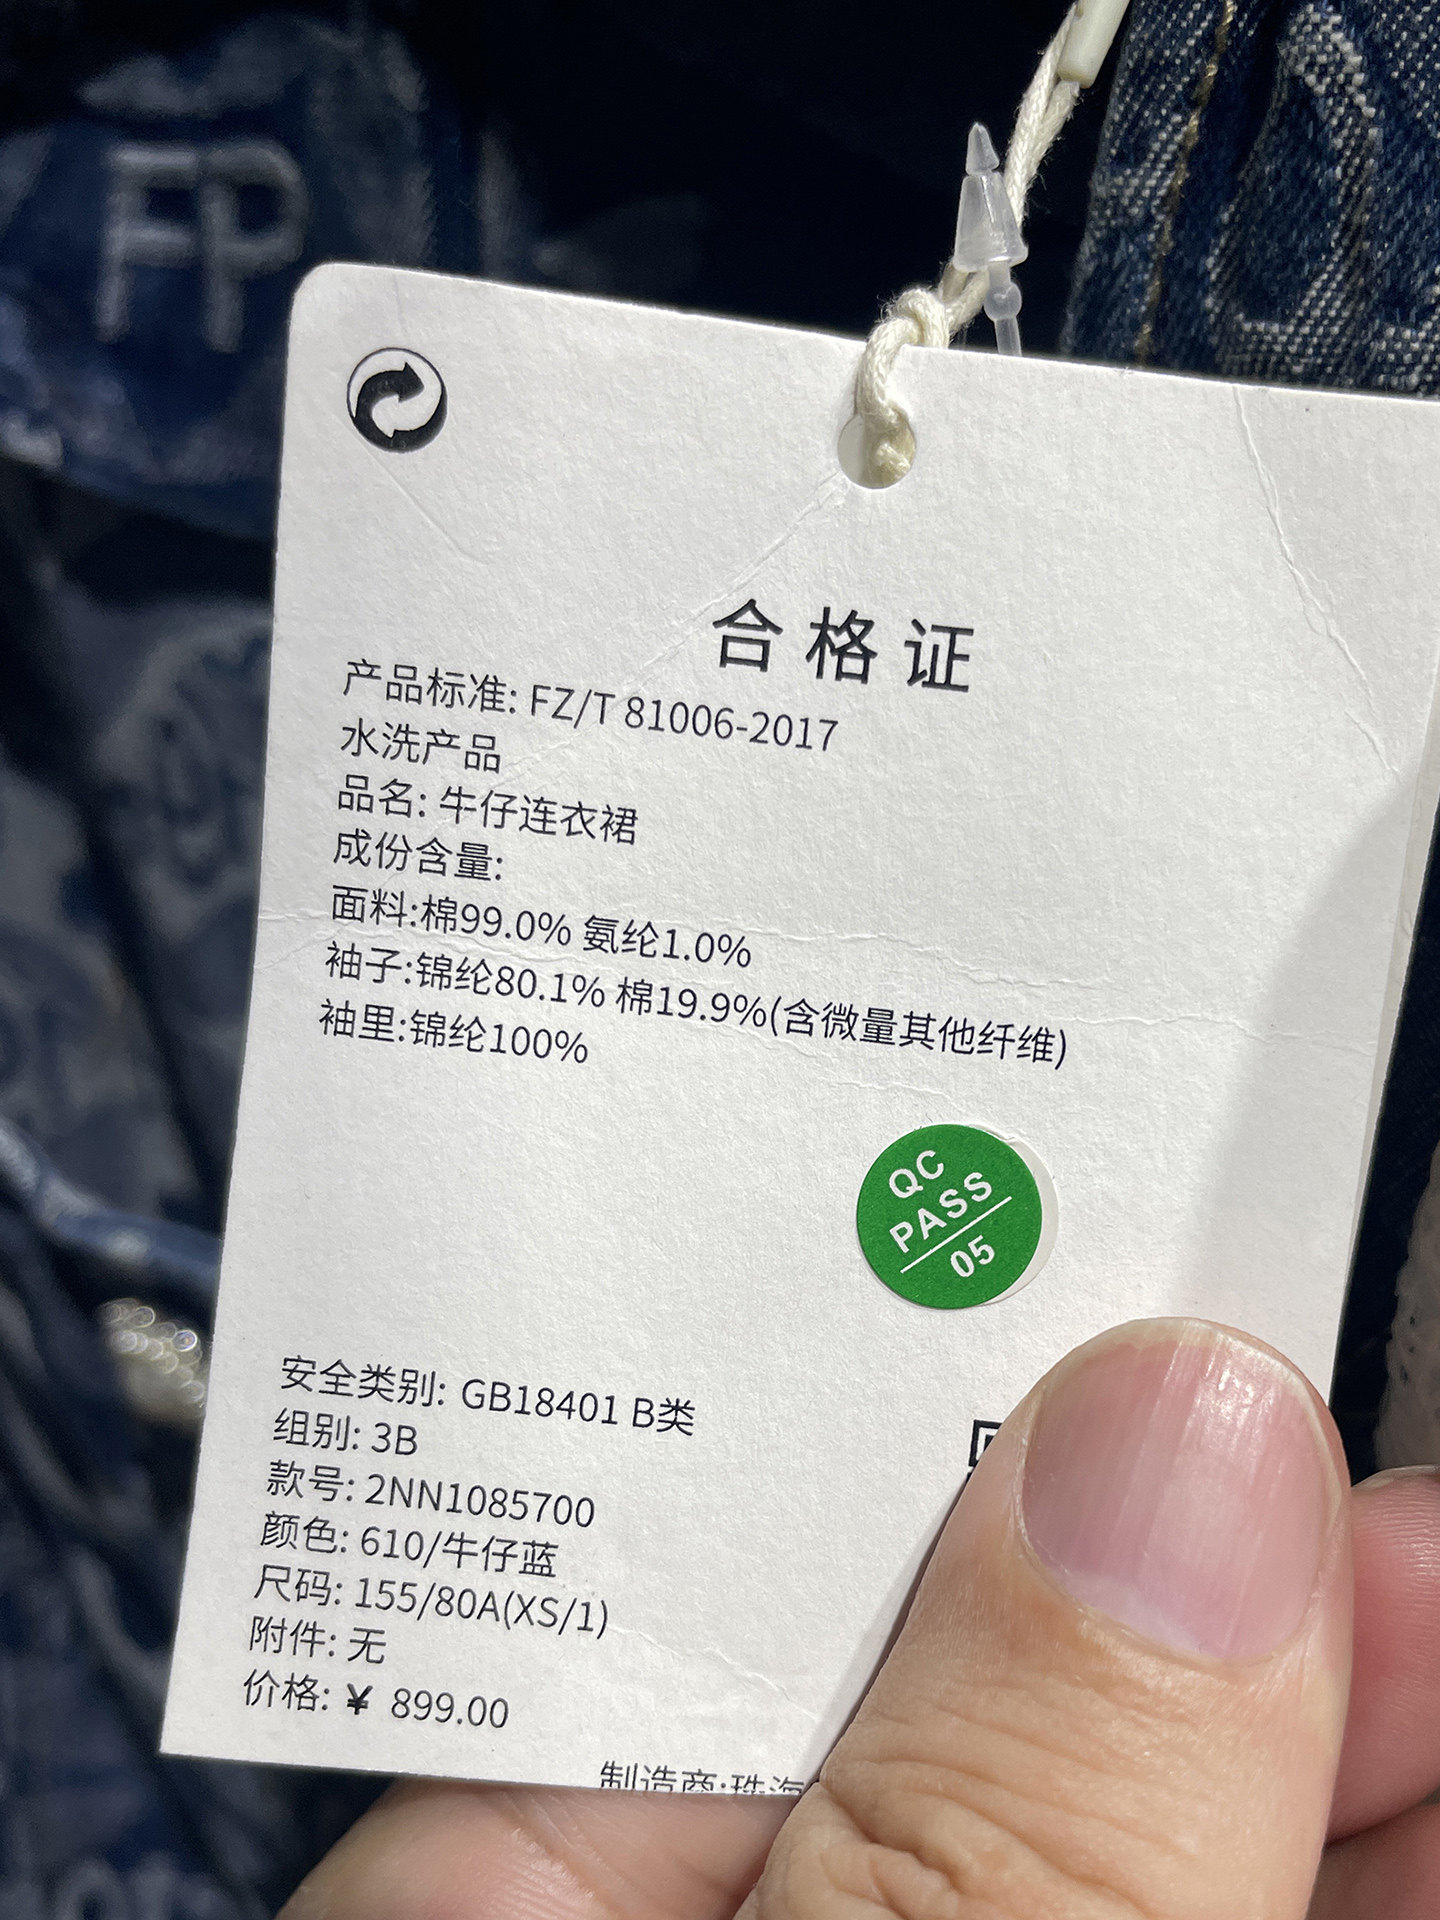 FP
合格证
产品标准: FZ/T 81006-2017
水洗产品
品名: 牛仔连衣裙
成份含量:
面料:棉99.0% 氨纶1.0%
袖子:锦纶80.1% 棉19.9%(含微量其他纤维)
袖里:锦纶100%
QC
PASS
05
安全类别: GB18401 B类
组别: 3B
款号: 2NN1085700
颜色: 610/牛仔蓝
尺码: 155/80A(XS/1)
附件: 无
价格: ¥ 899.00
制造商:珠海